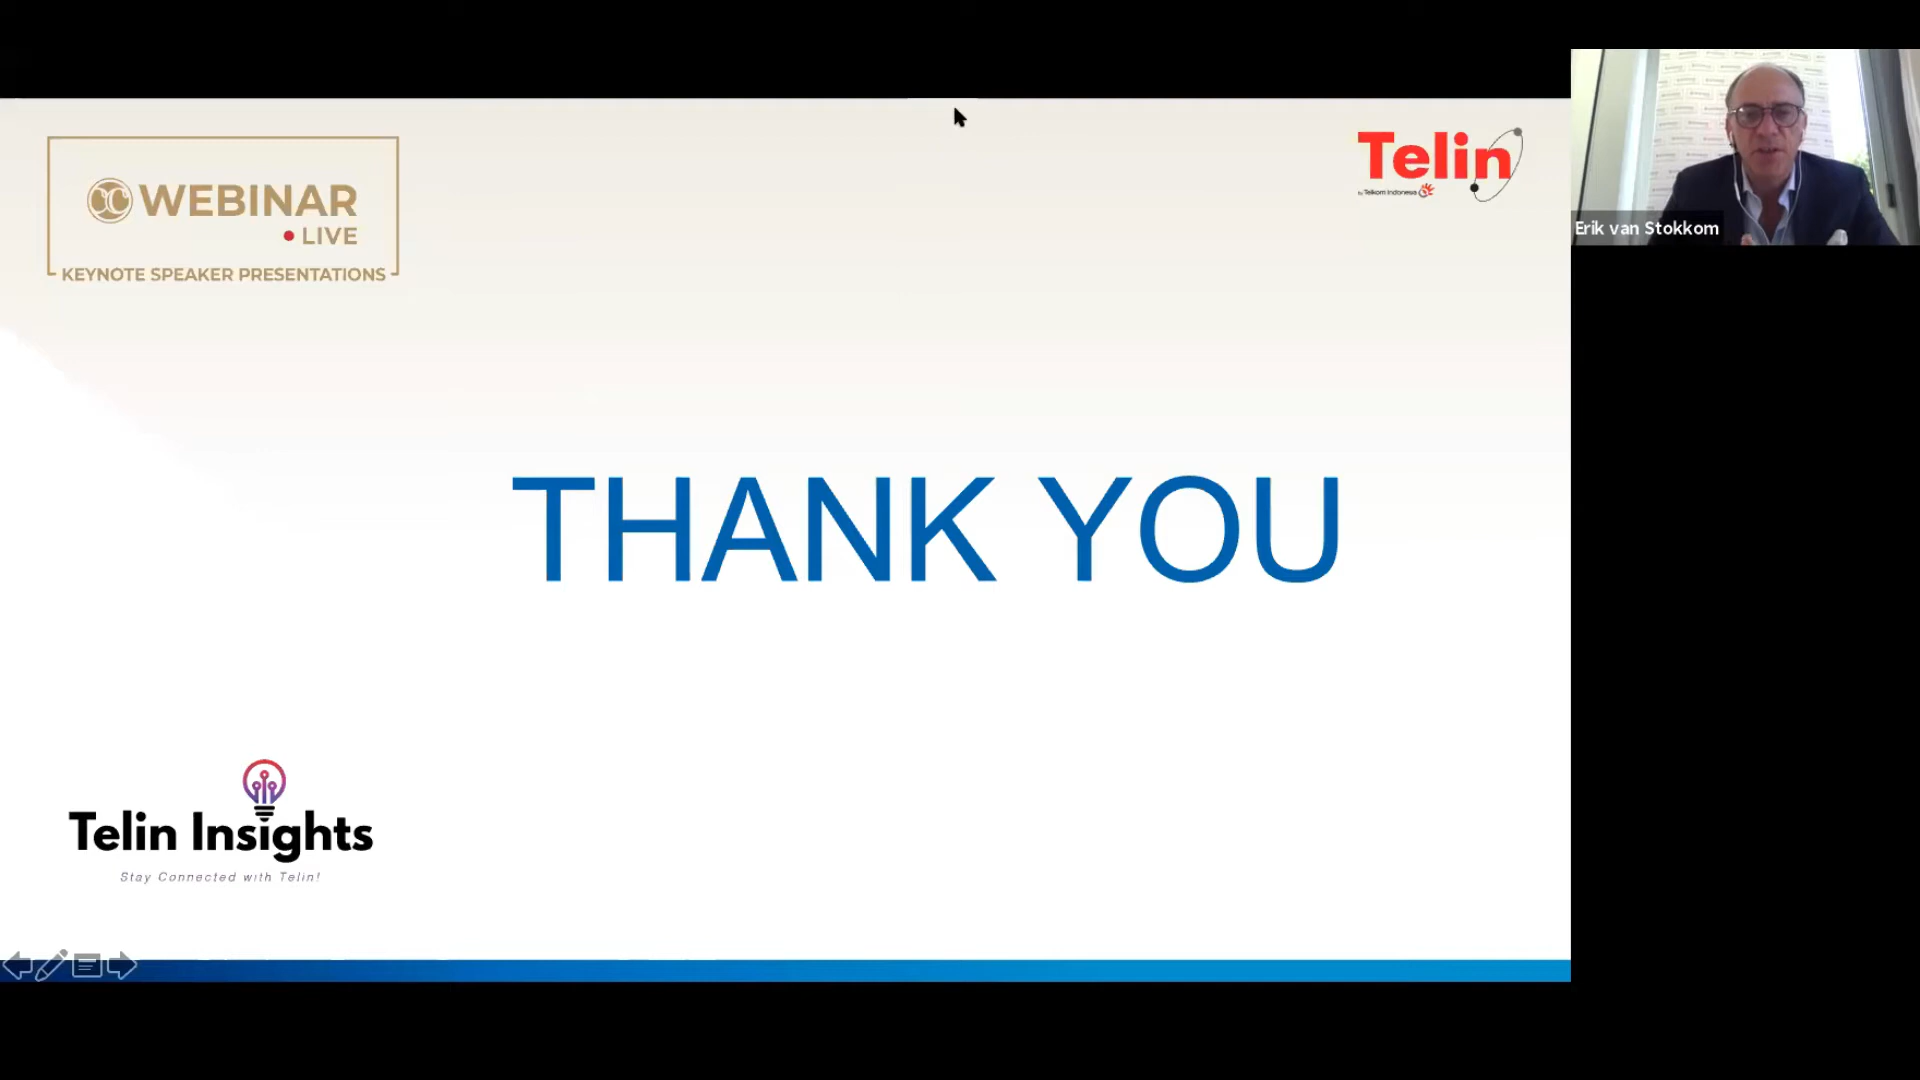 WEBINAR
LIVE
KEYNOTE SPEAKER PRESENTATIONS
Telin
by Telkom Indonesia
Erik van Stokkom
THANK YOU
Telin Insights
Stay Connected with Telin!